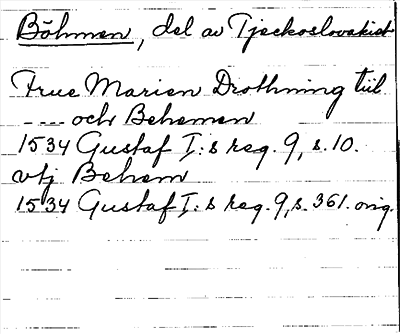 Böhmen, del av Tjeckoslovakiet
Frue Marien Drothning till
---- och Behemen
1534 Gustaf I:s reg. 9, s. 10.
utj Behem
1534 Gustaf I:s reg. 9, s. 361. orig.